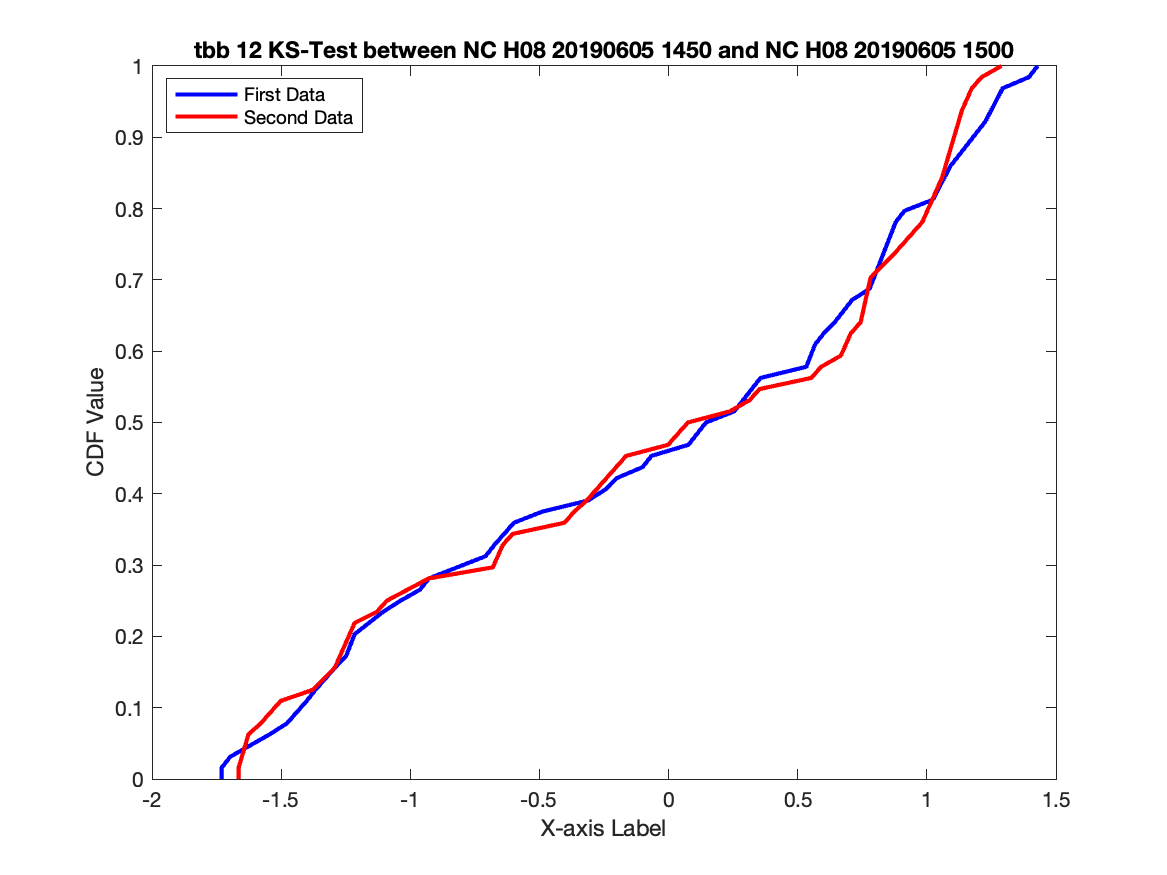 tbb 12 KS-Test between NC H08 20190605 1450 and NC H08 20190605 1500
First Data
Second Data
1
0.9
0.8
0.7
0.6
0.5
0.4
0.3
0.2
0.1
0
CDF Value
-2 -1.5 -1 -0.5 0 0.5 1 1.5
X-axis Label